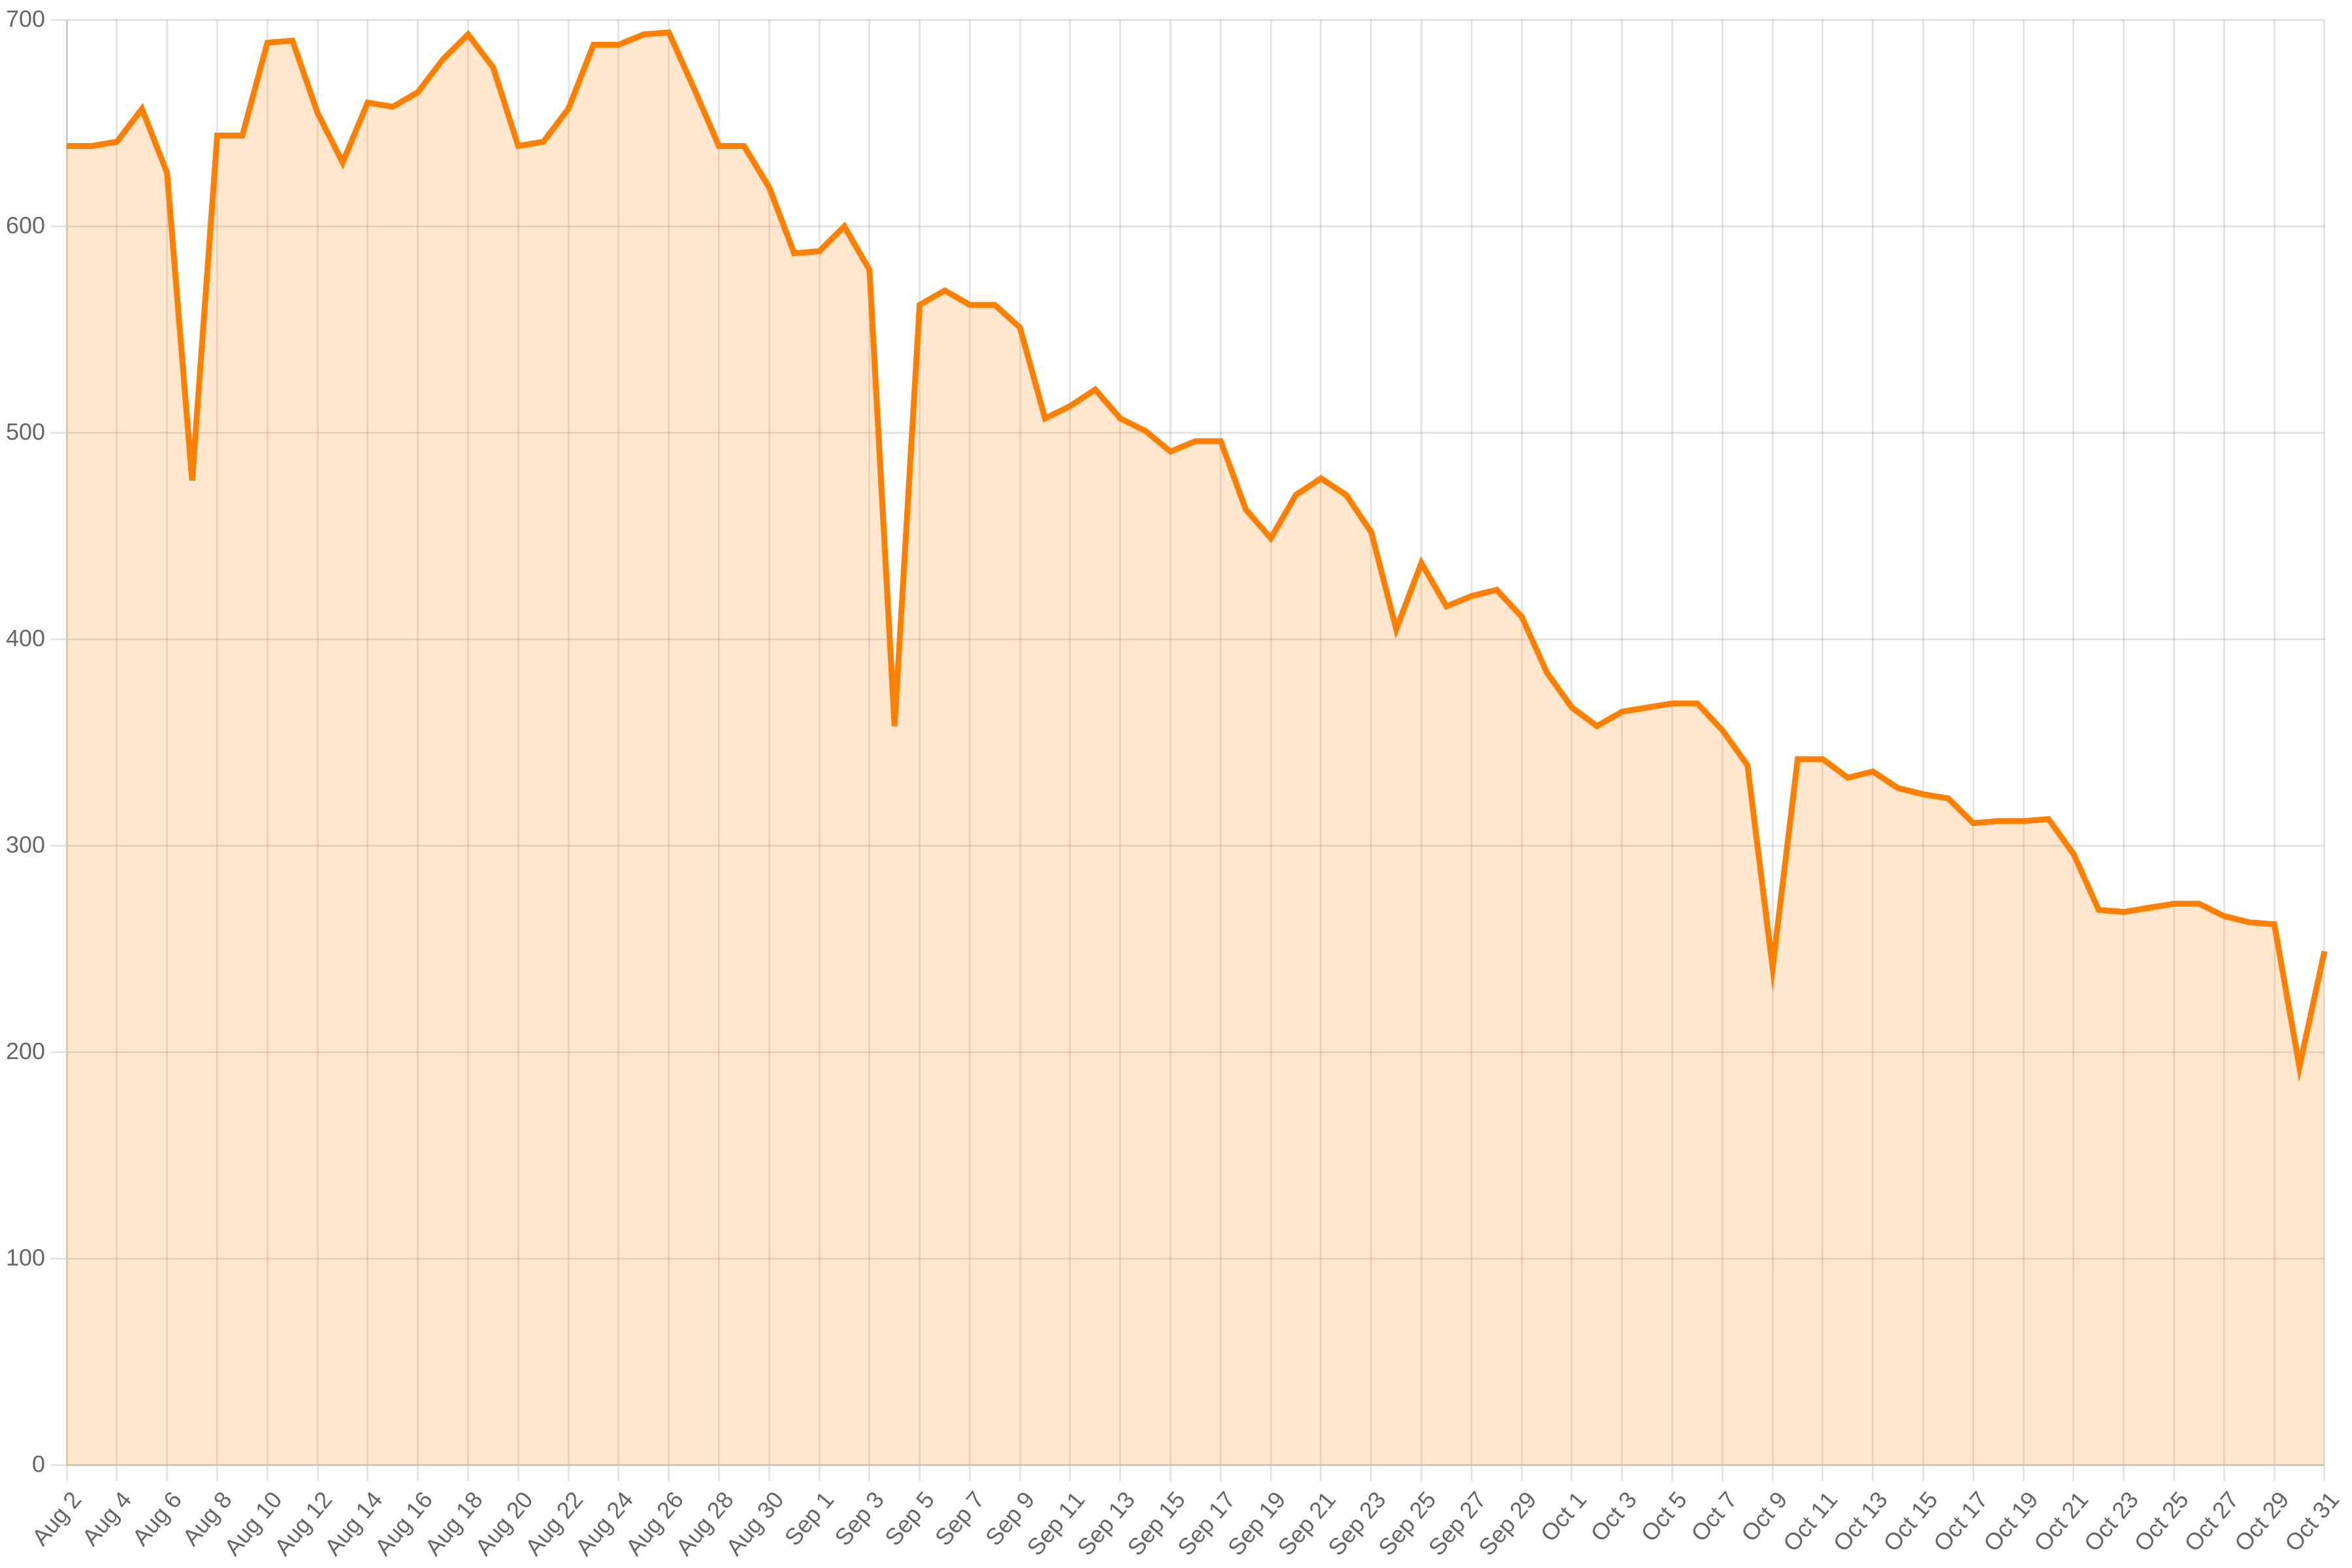 700
600
500
400
300
200
100
0
Aug 2
Aug 4
Aug 6
Aug 8
Aug 10
Aug 12
Aug 14
Aug 16
Aug 18
Aug 20
Aug 22
Aug 24
Aug 26
Aug 28
Aug 30
Sep 1
Sep 3
Sep 5
Sep 7
Sep 9
Sep 11
Sep 13
Sep 15
Sep 17
Sep 19
Sep 21
Sep 23
Sep 25
Sep 27
Sep 29
Oct 1
Oct 3
Oct 5
Oct 7
Oct 9
Oct 11
Oct 13
Oct 15
Oct 17
Oct 19
Oct 21
Oct 23
Oct 25
Oct 27
Oct 29
Oct 31